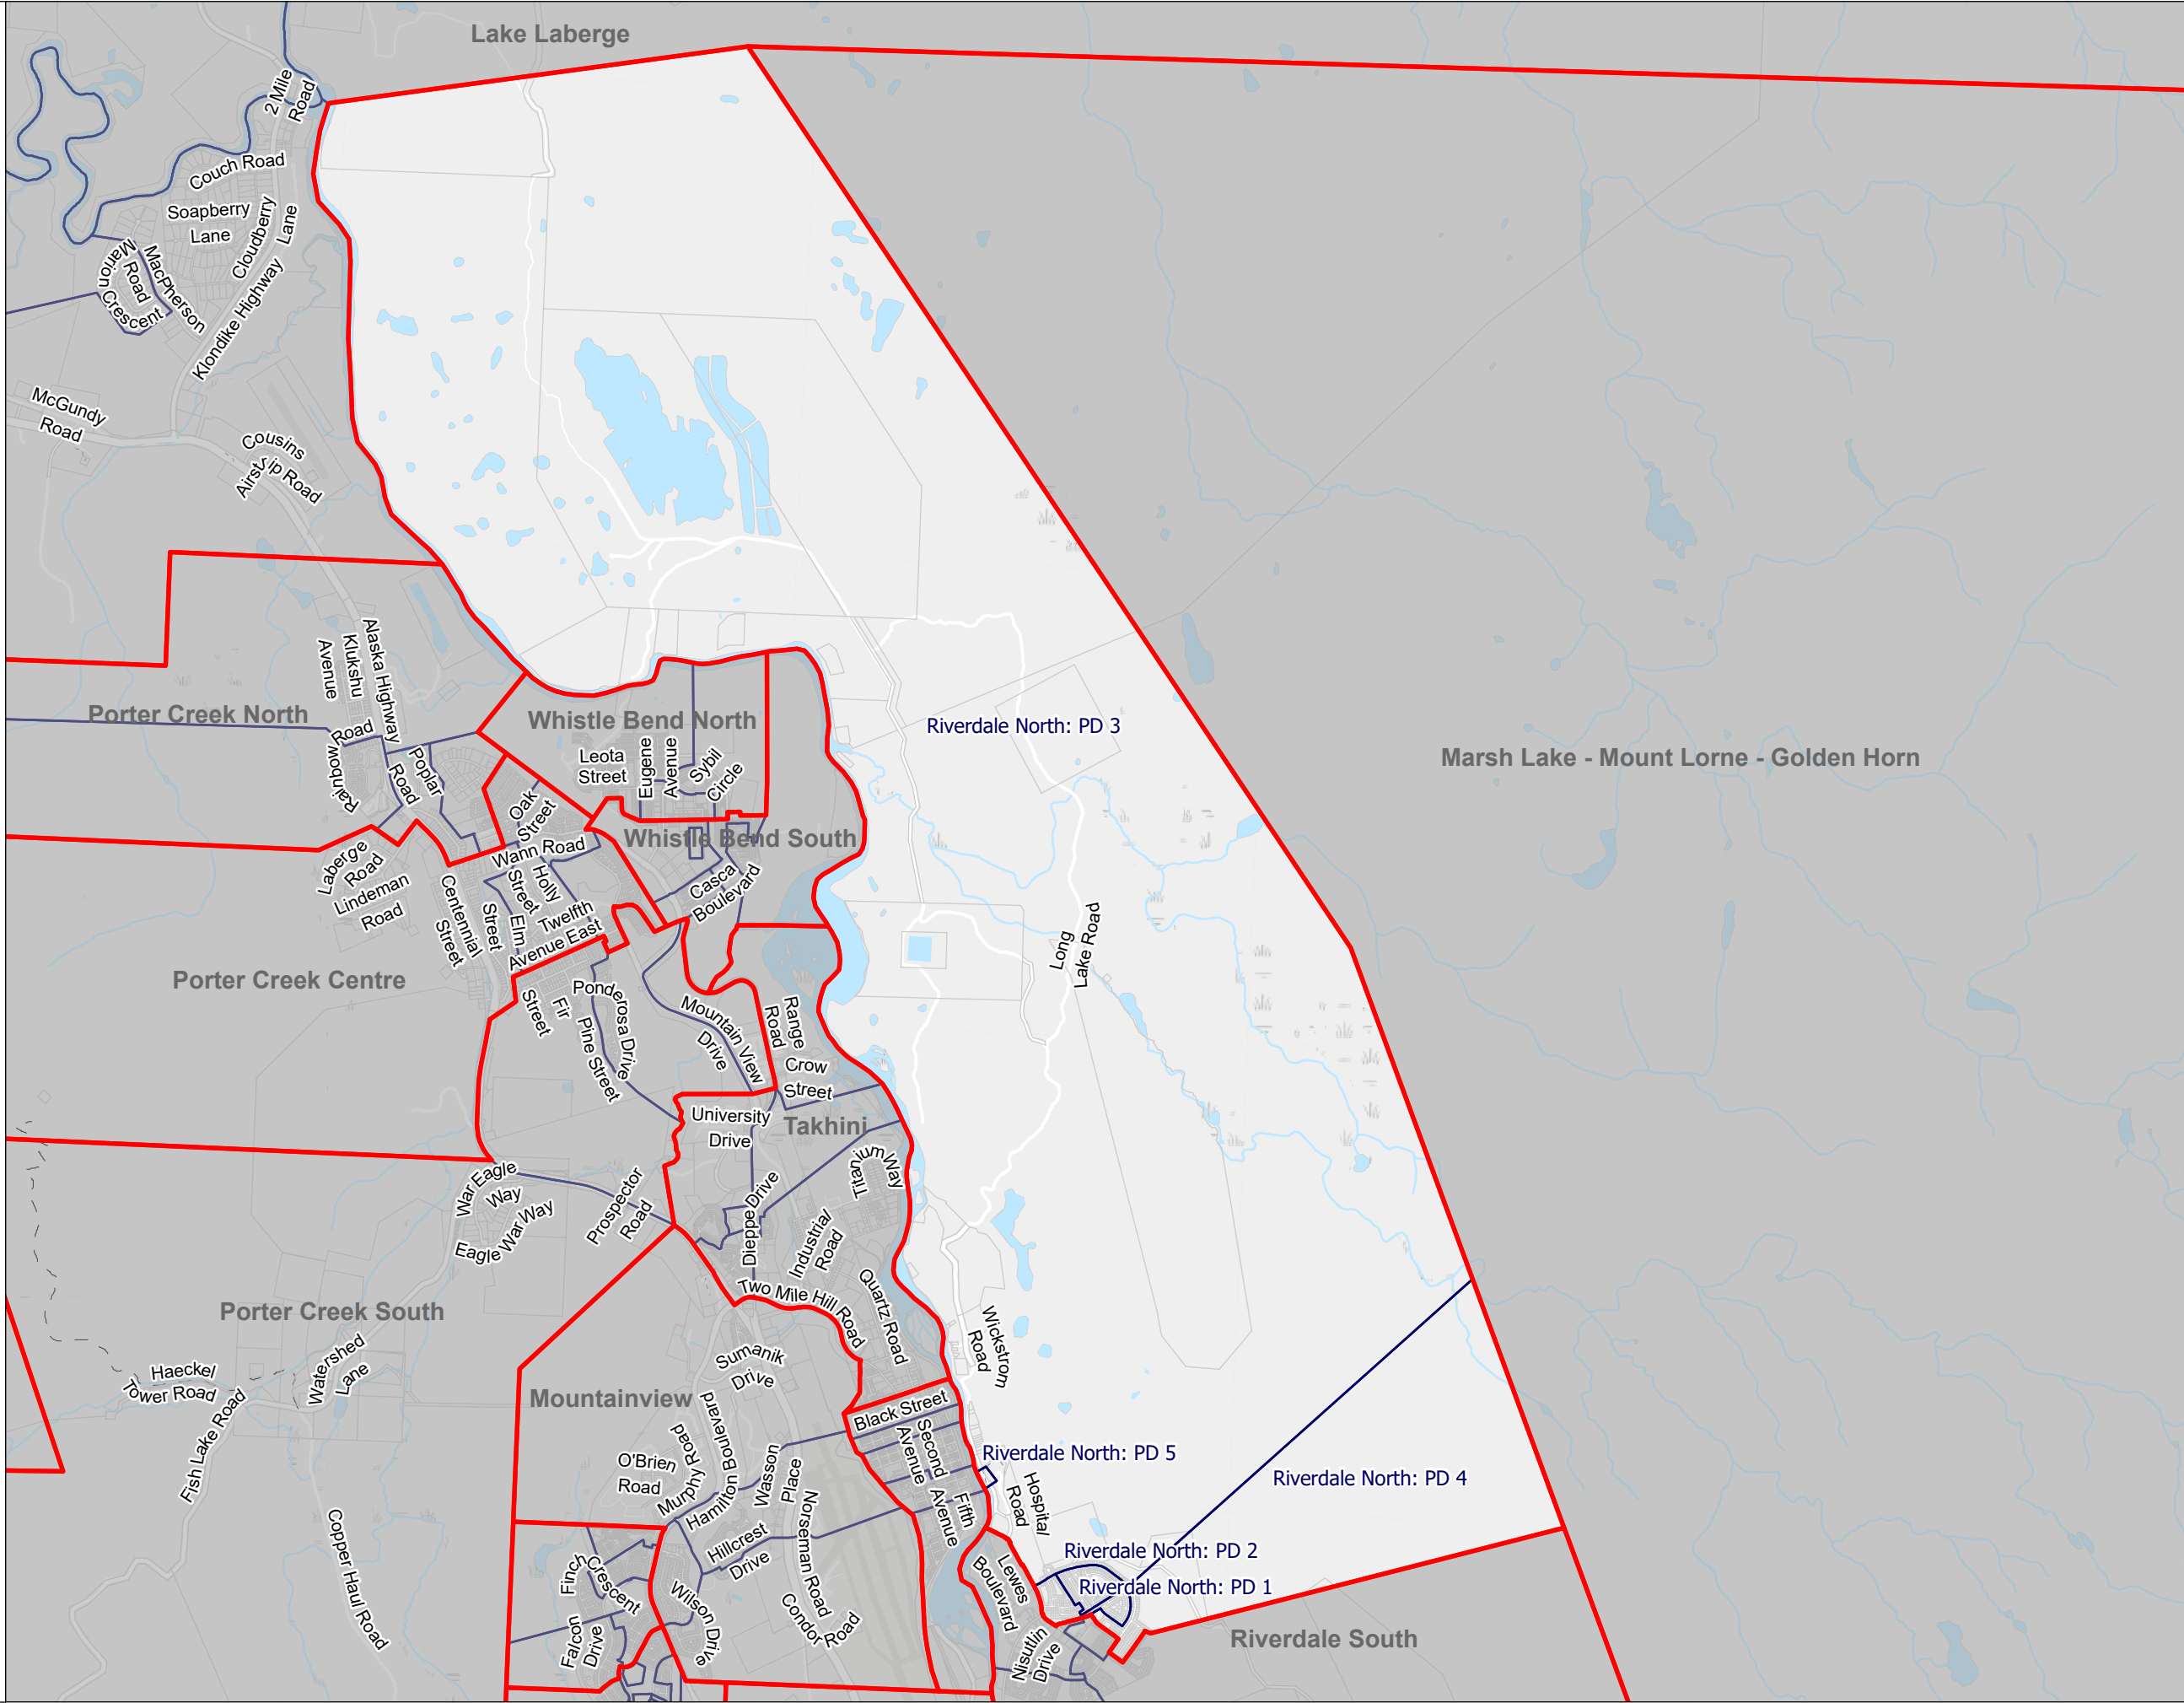 Lake Laberge
2 Mile
Road
Couch Road
Soapberry
Lane
Cloudberry
Lane
Marion
Crescent
MacPherson
Road
Klondike Highway
McGundy
Road
Cousins
Airstrip Road
Alaska Highway
Klukshu
Avenue
Porter Creek North
Rainbow
Road
Poplar
Road
Whistle Bend North
Leota
Street
Eugene
Avenue
Sybil
Circle
Riverdale North: PD 3
Marsh Lake - Mount Lorne - Golden Horn
Oak
Street
Whistle Bend South
Wann Road
Laberge
Road
Lindeman
Road
Centennial
Street
Elm
Street
Holly
Street
Twelfth
Avenue East
Casca
Boulevard
Long
Lake Road
Porter Creek Centre
Fir
Street
Ponderosa Drive
Pine Street
Mountain View
Drive
Range
Road
Crow
Street
University
Drive
Takhini
Titanium Way
War Eagle
Way
Eagle War Way
Prospector
Road
Dieppe Drive
Industrial
Road
Two Mile Hill Road
Quartz Road
Wickstrom
Road
Porter Creek South
Watershed
Lane
Haeckel
Tower Road
Fish Lake Road
Copper Haul Road
Sumanik
Drive
Mountainview
Black Street
Second
Avenue
Fifth
Avenue
O'Brien
Road
Murphy Road
Hamilton Boulevard
Wasson
Place
Norseman Road
Hillcrest
Drive
Riverdale North: PD 5
Hospital
Road
Riverdale North: PD 4
Riverdale North: PD 2
Riverdale North: PD 1
Lewes
Boulevard
Finch
Crescent
Falcon
Drive
Wilson Drive
Condor
Road
Nisutlin
Drive
Riverdale South